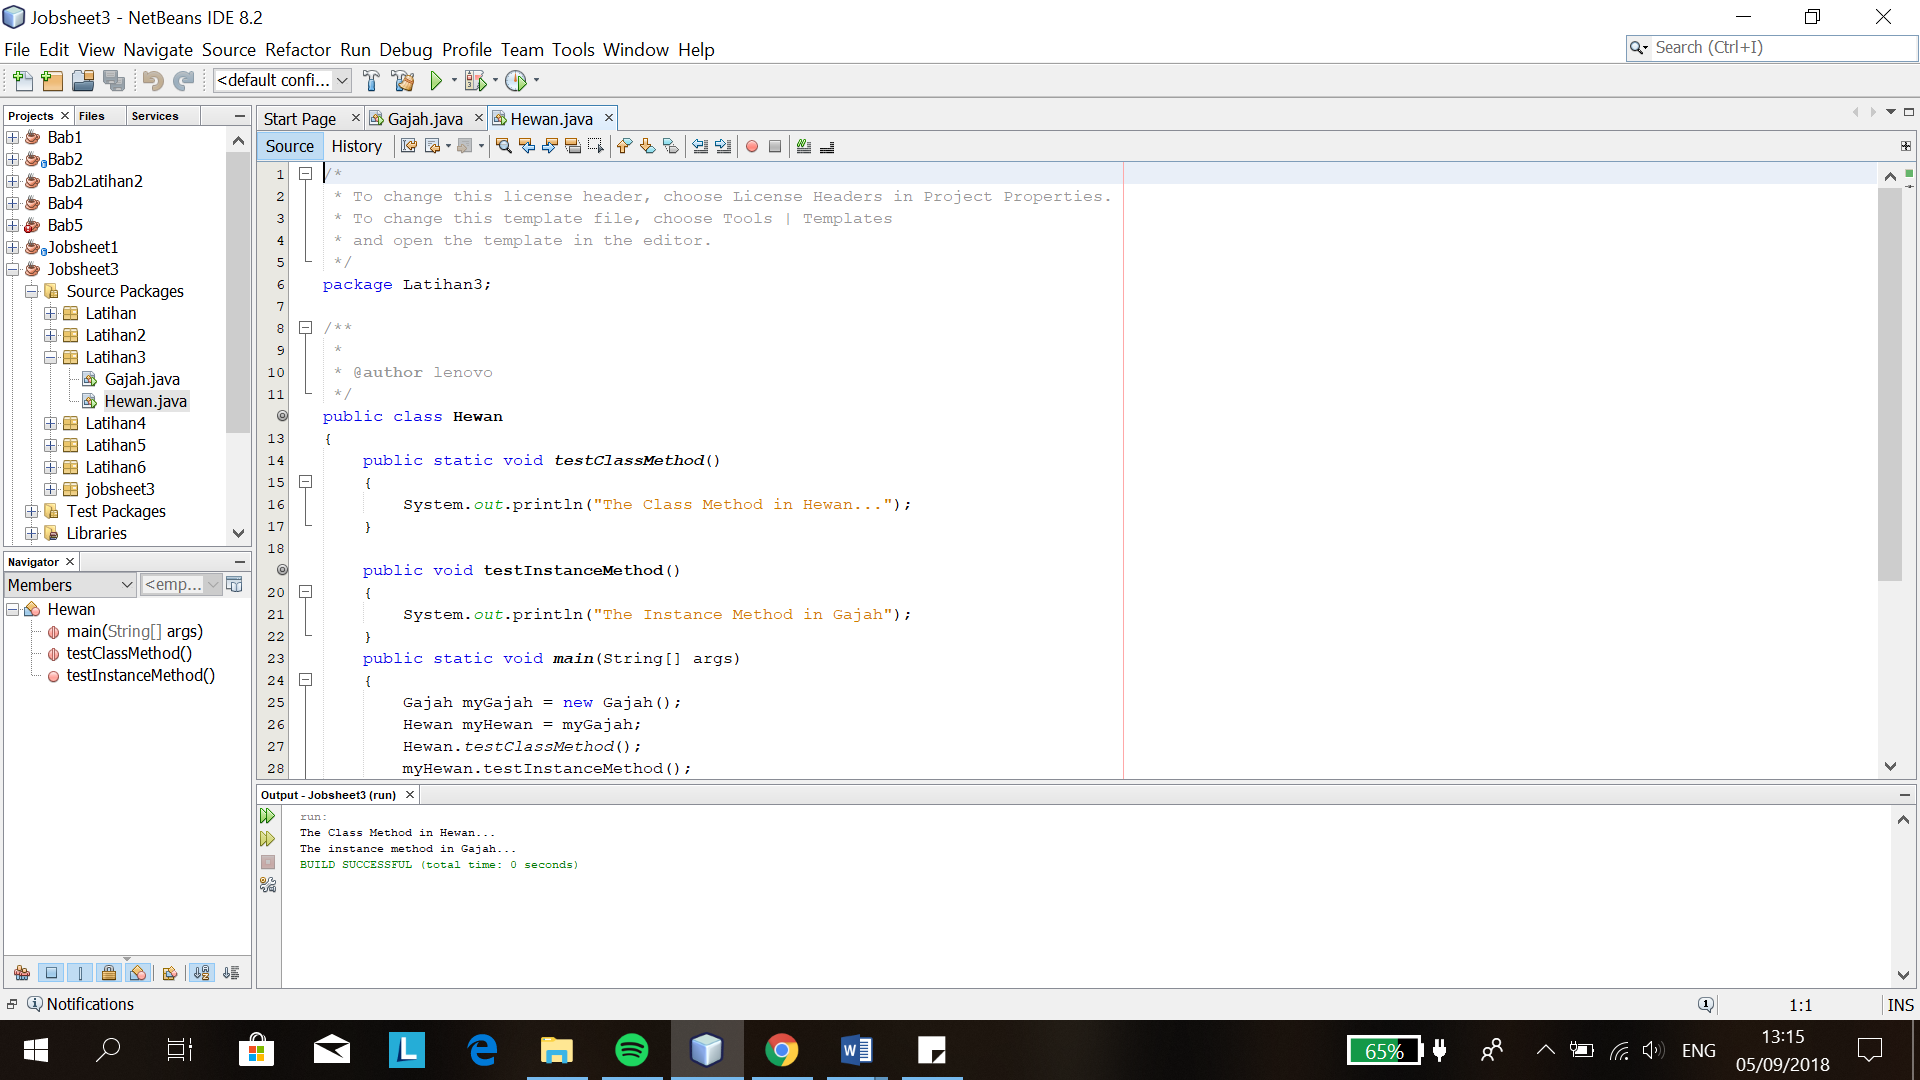 Jobsheet3 - NetBeans IDE 8.2
File Edit View Navigate Source Refactor Run Debug Profile Team Tools Window Help
Search (Ctrl+I)
<default confi...
Projects Files Services
Bab1
Bab2
Bab2Latihan2
Bab4
Bab5
Jobsheet1
Jobsheet3
Source Packages
Latihan
Latihan2
Latihan3
Gajah.java
Hewan.java
Latihan4
Latihan5
Latihan6
jobsheet3
Test Packages
Libraries
Navigator
Members <emp...
Hewan
main(String[] args)
testClassMethod()
testInstanceMethod()
Start Page Gajah.java Hewan.java
Source History
1 /*
2 * To change this license header, choose License Headers in Project Properties.
3 * To change this template file, choose Tools | Templates
4 * and open the template in the editor.
5 */
6 package Latihan3;
7
8 /**
9 *
10 * @author lenovo
11 */
public class Hewan
13 {
14 public static void testClassMethod()
15 {
16 System.out.println("The Class Method in Hewan...");
17 }
18
public void testInstanceMethod()
20 {
21 System.out.println("The Instance Method in Gajah");
22 }
23 public static void main(String[] args)
24 {
25 Gajah myGajah = new Gajah();
26 Hewan myHewan = myGajah;
27 Hewan.testClassMethod();
28 myHewan.testInstanceMethod();
Output - Jobsheet3 (run)
run:
The Class Method in Hewan...
The instance method in Gajah...
BUILD SUCCESSFUL (total time: 0 seconds)
Notifications
1:1 INS
L
W
65%
ENG
13:15
05/09/2018